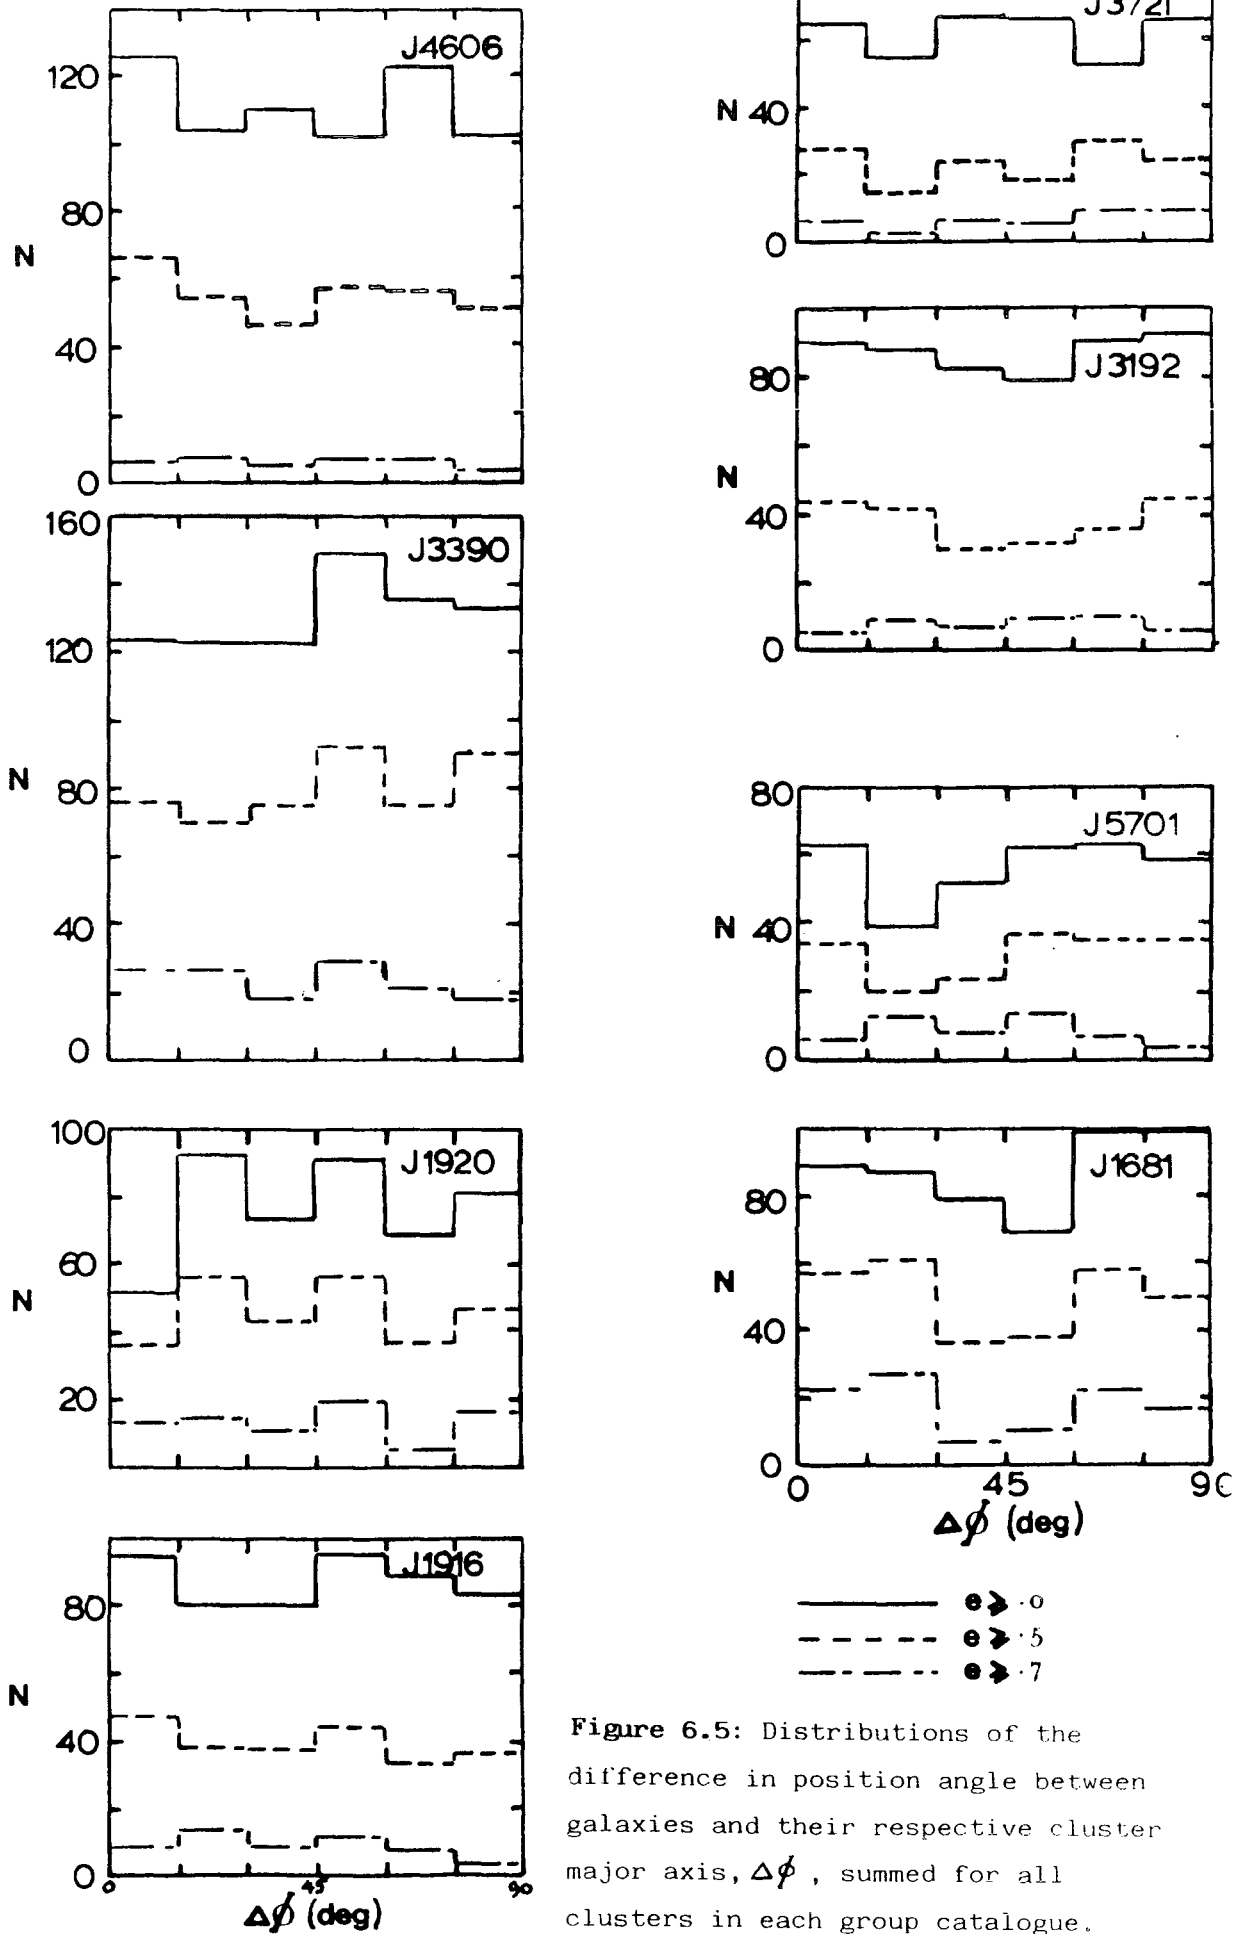 J4606
120
80
N
40
0
160
J3390
120
N
80
40
0
100
J1920
60
N
20
J1916
80
N
40
0
0 45 90
Δϕ (deg)
J3721
N 40
0
J3192
80
N
40
0
80
J5701
N 40
0
J1681
80
N
40
0
0 45 90
Δϕ (deg)
e ≥ ·0
e ≥ ·5
e ≥ ·7
Figure 6.5: Distributions of the
difference in position angle between
galaxies and their respective cluster
major axis, Δϕ , summed for all
clusters in each group catalogue.